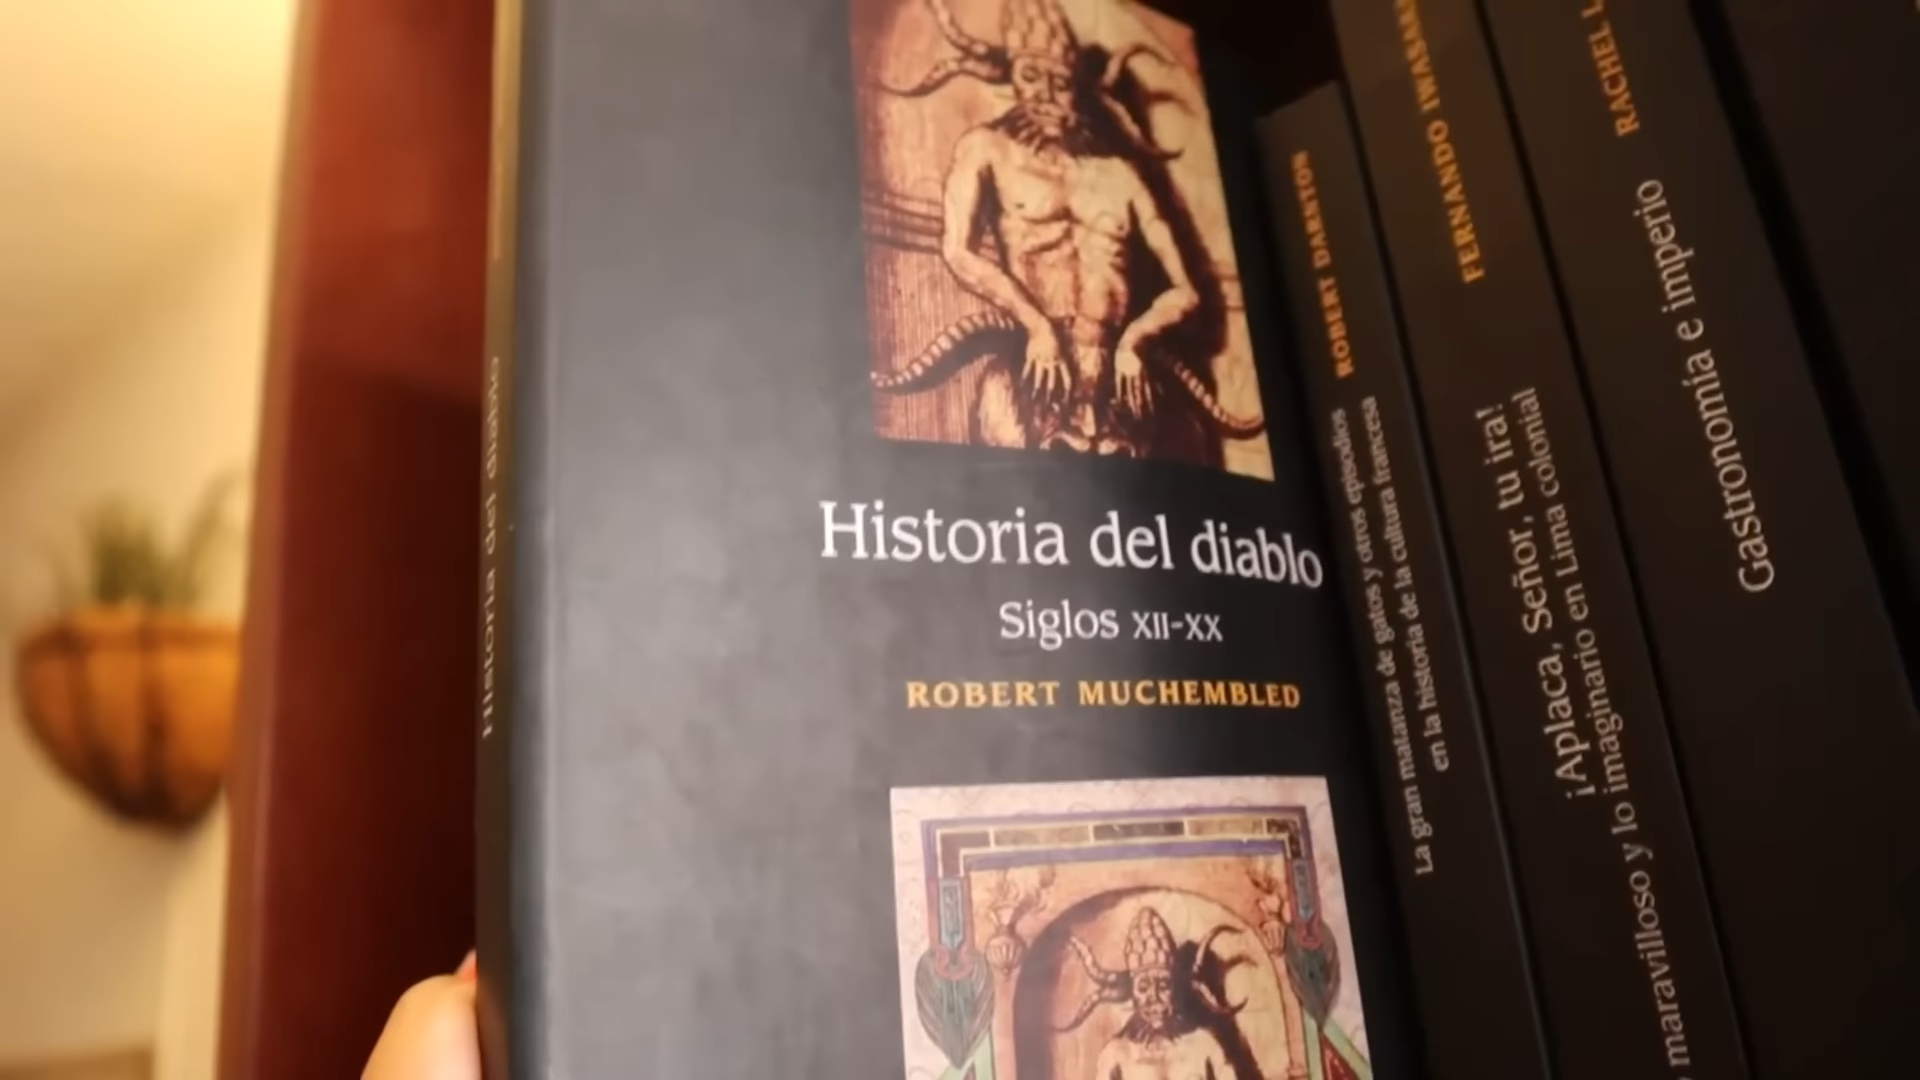 Historia del diablo
Historia del diablo
Siglos XII-XX
ROBERT MUCHEMBLED
ROBERT DARNTON
La gran matanza de gatos y otros episodios
en la historia de la cultura francesa
FERNANDO
¡Aplaca, Señor, tu ira!
maravilloso y lo imaginario en Lima colonial
RACHEL
Gastronomía e imperio